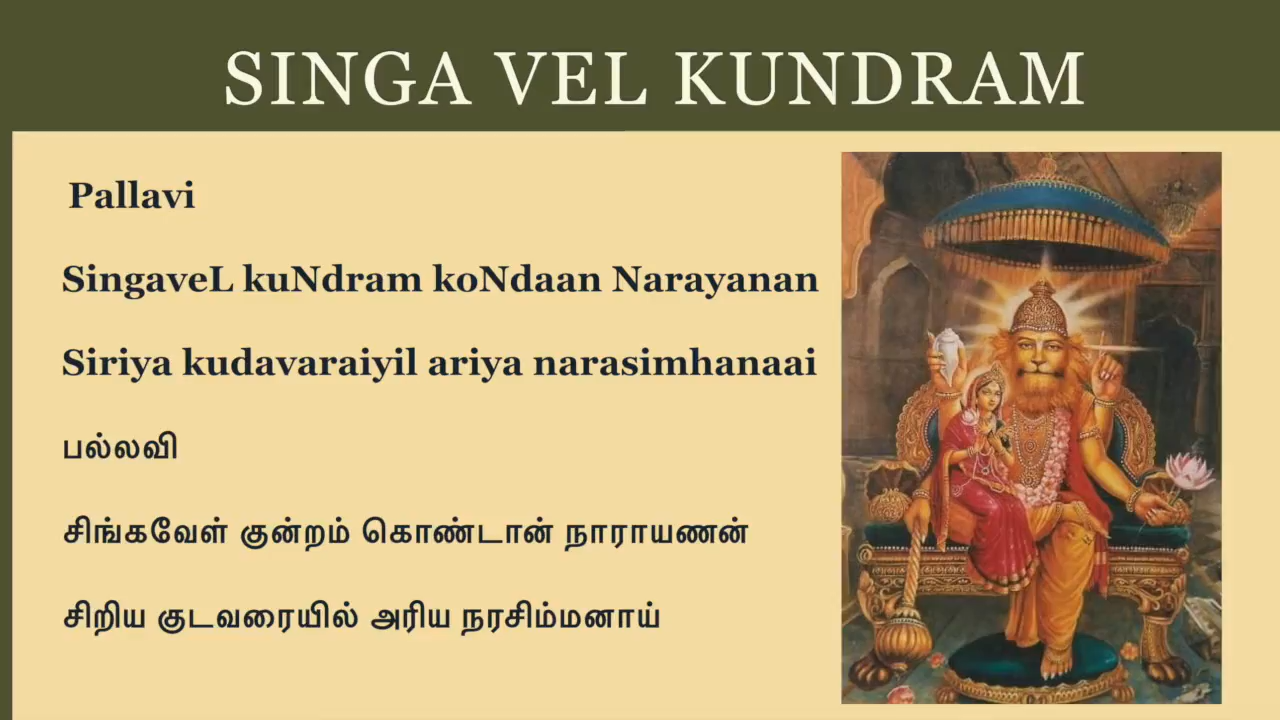 SINGA VEL KUNDRAM
Pallavi
SingaveL kuNdram koNdaan Narayanan
Siriya kudavaraiyil ariya narasimhanaai
பல்லவி
சிங்கவேள் குன்றம் கொண்டான் நாராயணன்
சிறிய குடவரையில் அரிய நரசிம்மனாய்